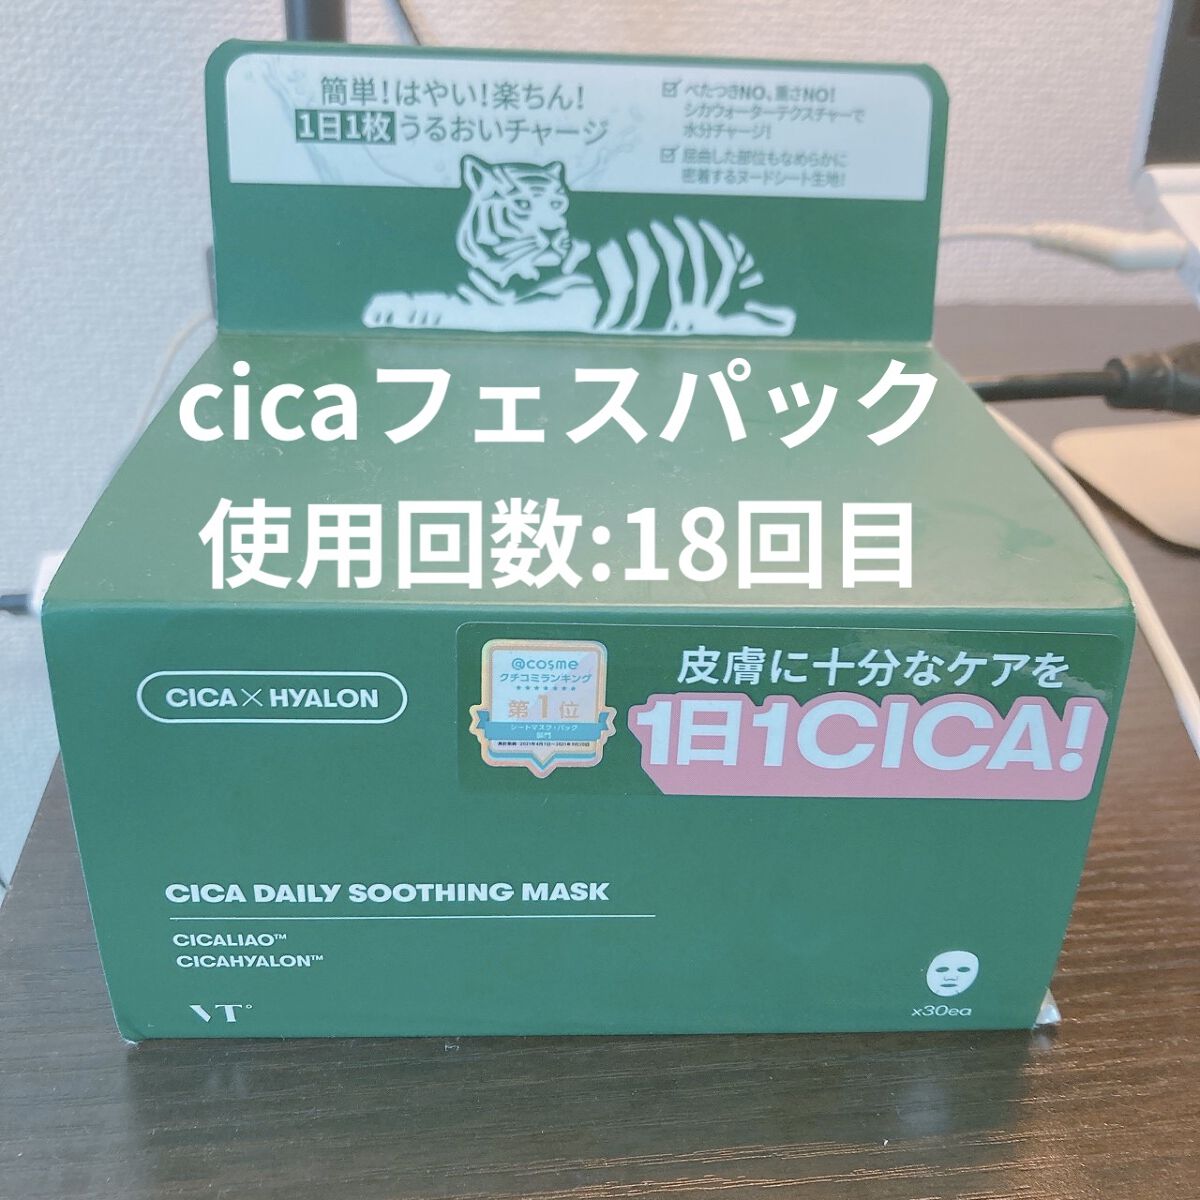 簡単!はやい!楽ちん!
1日1枚うるおいチャージ
べたつきNO、重さNO!
シカウォーターテクスチャーで
水分チャージ!
屈曲した部位もなめらかに
密着するヌードシート生地!
cicaフェスパック
使用回数:18回目
CICA×HYALON
@cosme
クチコミランキング
★★★★★★★
第1位
シートマスク・パック
部門
皮膚に十分なケアを
1日1CICA!
CICA DAILY SOOTHING MASK
CICALIAO™
CICAHYALON™
VT°
x30ea